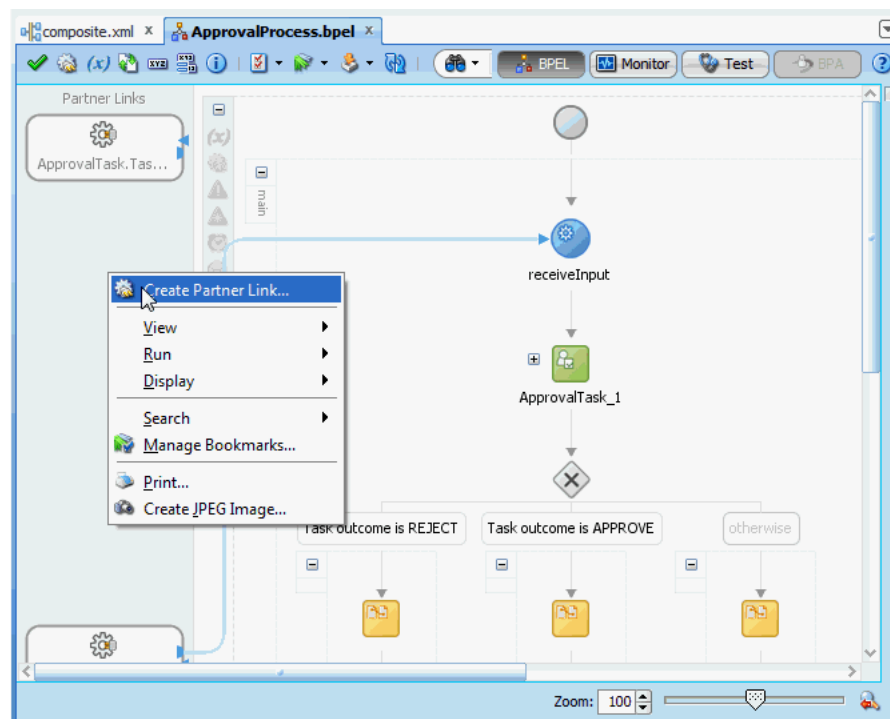 composite.xml x ApprovalProcess.bpel x
(x) XYZ BPEL Monitor Test BPA ?
Partner Links
ApprovalTask.Tas...
(x)
main
receiveInput
Create Partner Link...
View
Run
Display
ApprovalTask_1
Search
Manage Bookmarks...
Print...
Create JPEG Image...
Task outcome is REJECT Task outcome is APPROVE otherwise
Zoom: 100